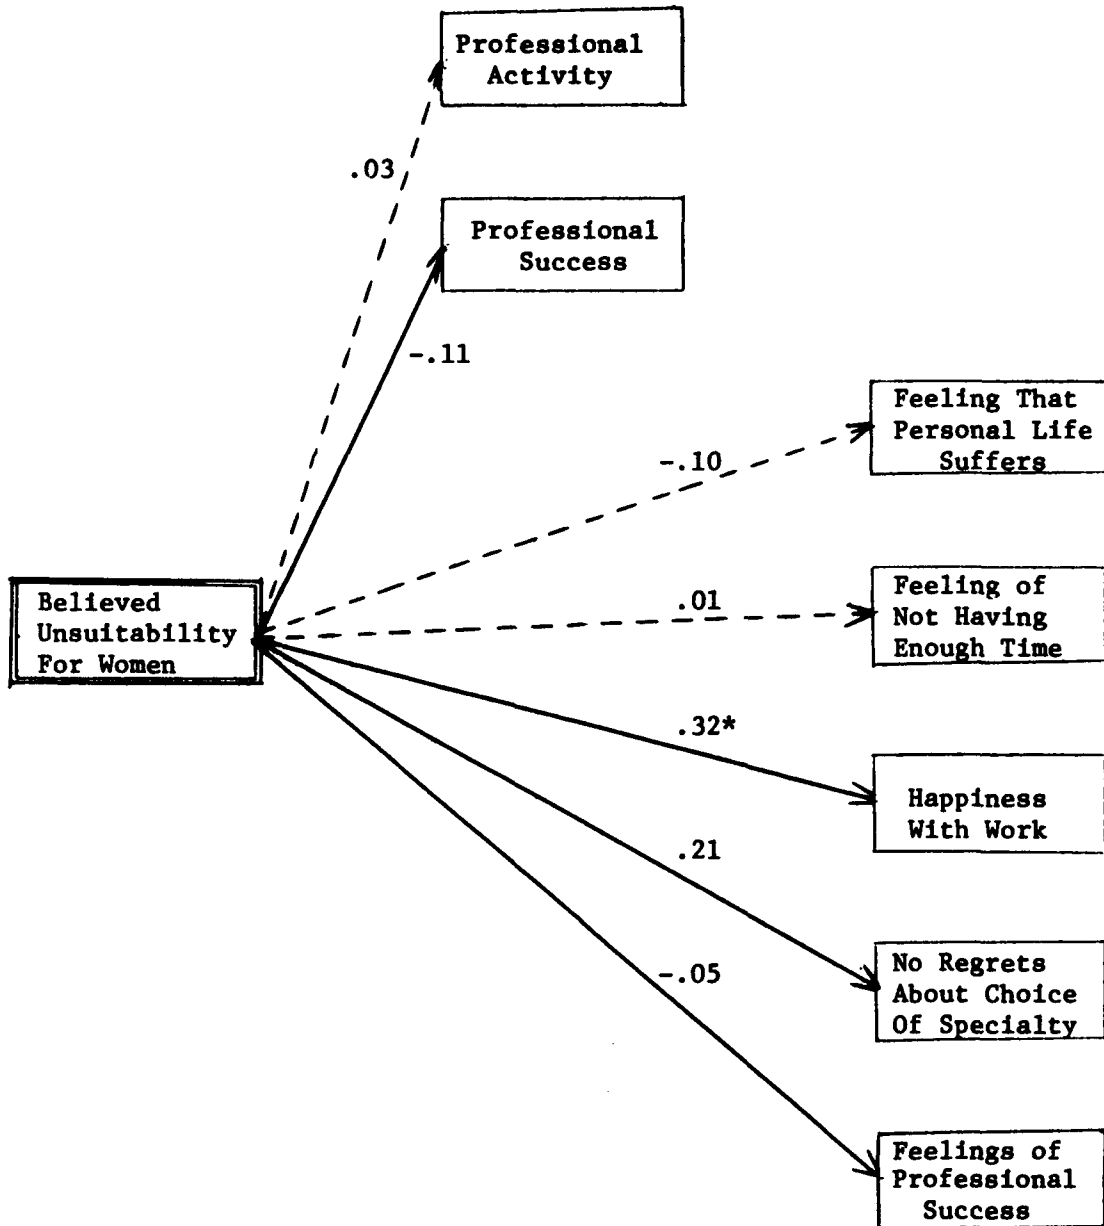 Professional
Activity
.03
Professional
Success
-.11
Feeling That
Personal Life
Suffers
-.10
Believed
Unsuitability
For Women
.01
Feeling of
Not Having
Enough Time
.32*
Happiness
With Work
.21
No Regrets
About Choice
Of Specialty
-.05
Feelings of
Professional
Success